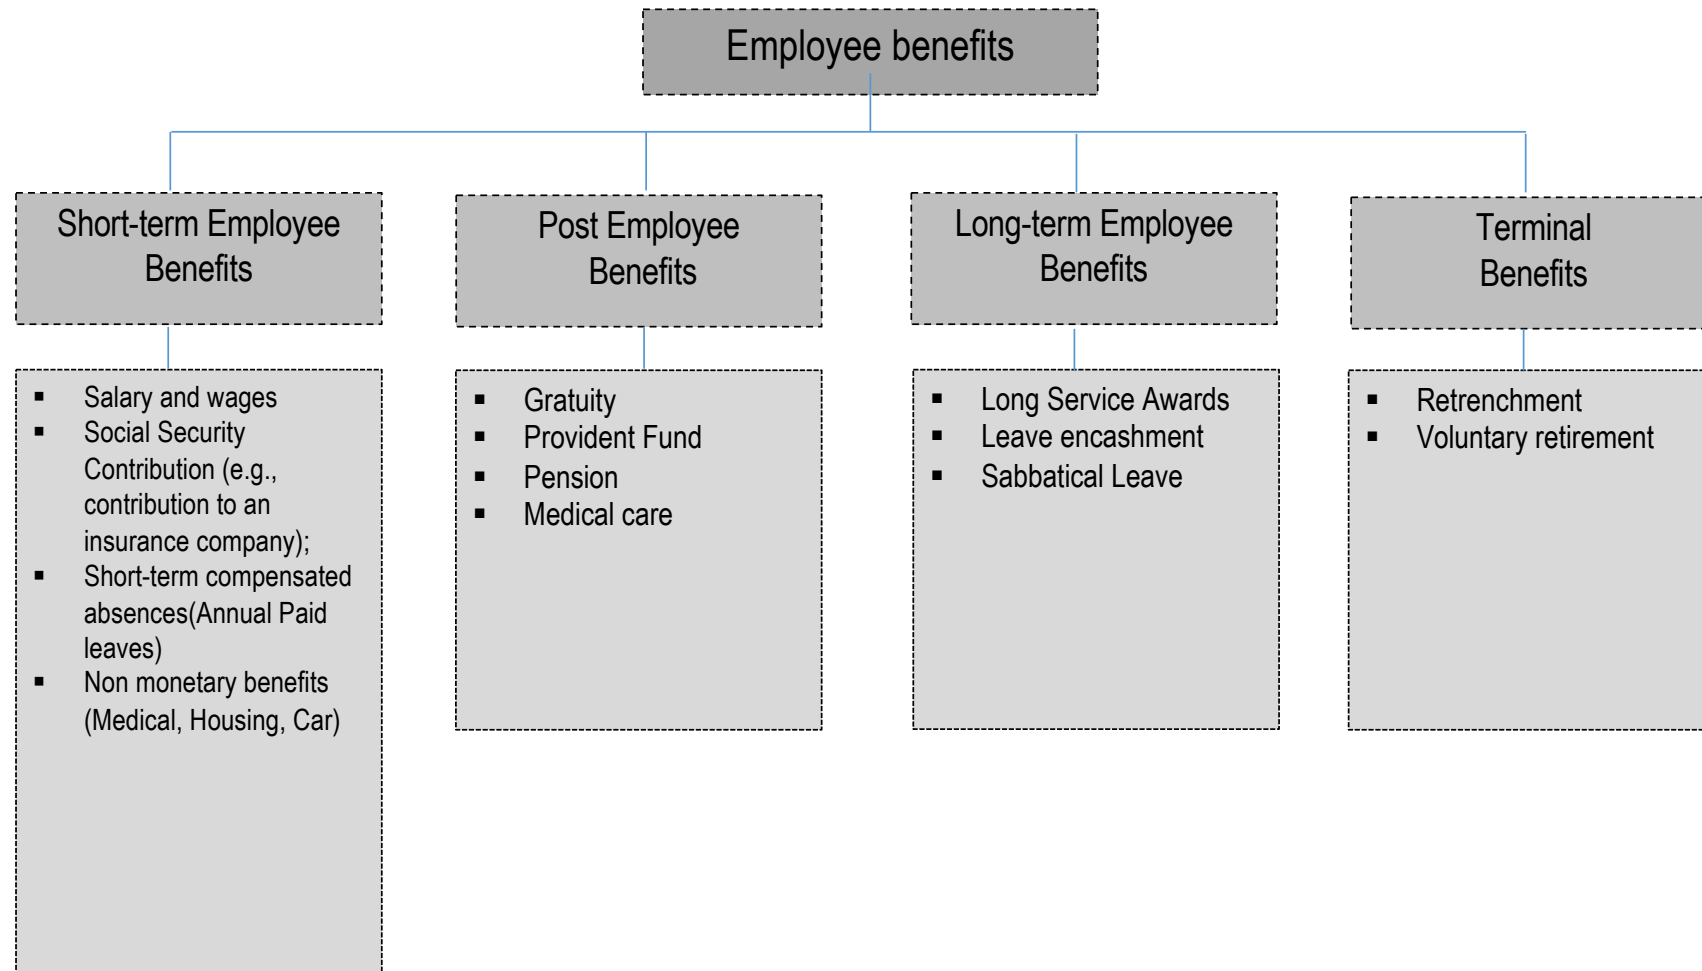 Employee benefits
Short-term Employee
Benefits
Post Employee
Benefits
Long-term Employee
Benefits
Terminal
Benefits
▪ Salary and wages
▪ Social Security
Contribution (e.g.,
contribution to an
insurance company);
▪ Short-term compensated
absences(Annual Paid
leaves)
▪ Non monetary benefits
(Medical, Housing, Car)
▪ Gratuity
▪ Provident Fund
▪ Pension
▪ Medical care
▪ Long Service Awards
▪ Leave encashment
▪ Sabbatical Leave
▪ Retrenchment
▪ Voluntary retirement